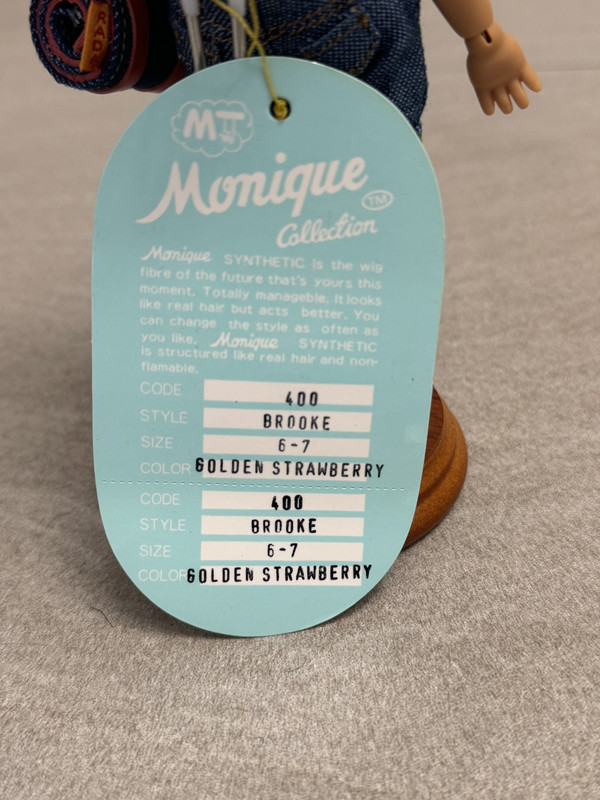 RADA
MT
Monique
TM
Collection
Monique SYNTHETIC is the wig
fibre of the future that's yours this
moment. Totally manageble. It looks
like real hair but acts better. You
can change the style as often as
you like. Monique SYNTHETIC
is structured like real hair and non-
flamable.
CODE 400
STYLE BROOKE
SIZE 6-7
COLOR GOLDEN STRAWBERRY
CODE 400
STYLE BROOKE
SIZE 6-7
COLOR GOLDEN STRAWBERRY